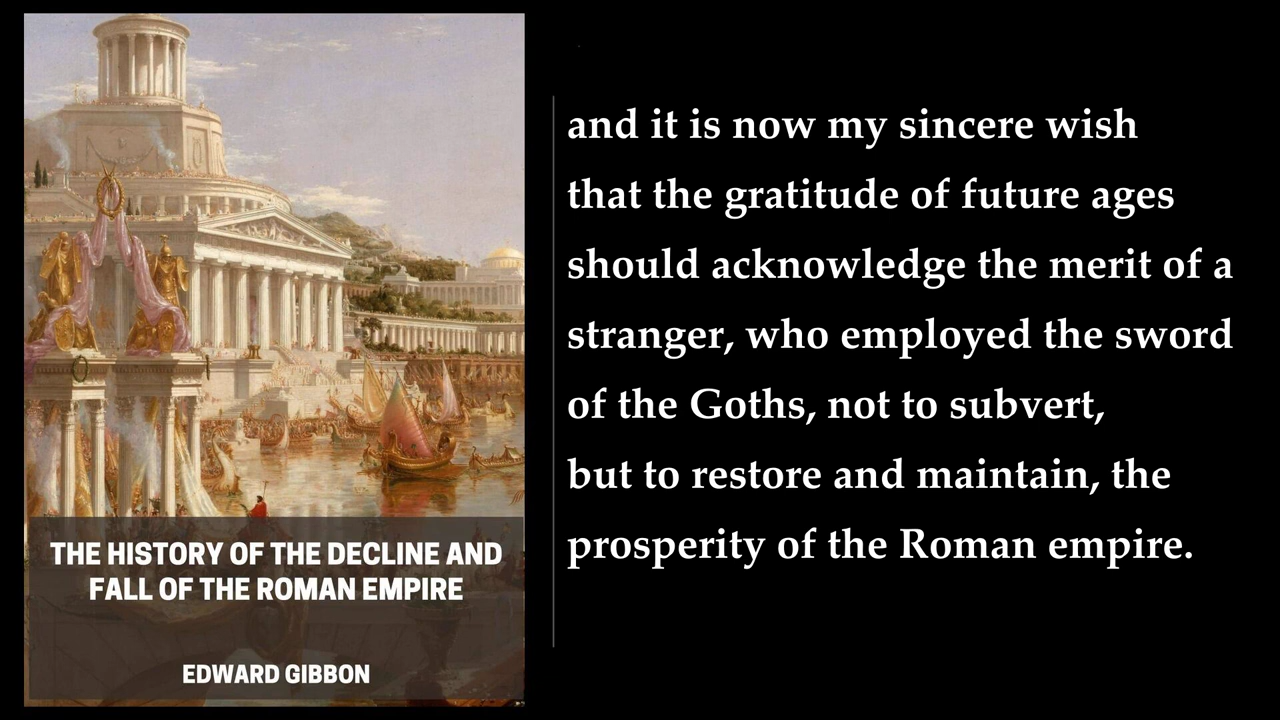 THE HISTORY OF THE DECLINE AND
FALL OF THE ROMAN EMPIRE
EDWARD GIBBON
and it is now my sincere wish
that the gratitude of future ages
should acknowledge the merit of a
stranger, who employed the sword
of the Goths, not to subvert,
but to restore and maintain, the
prosperity of the Roman empire.